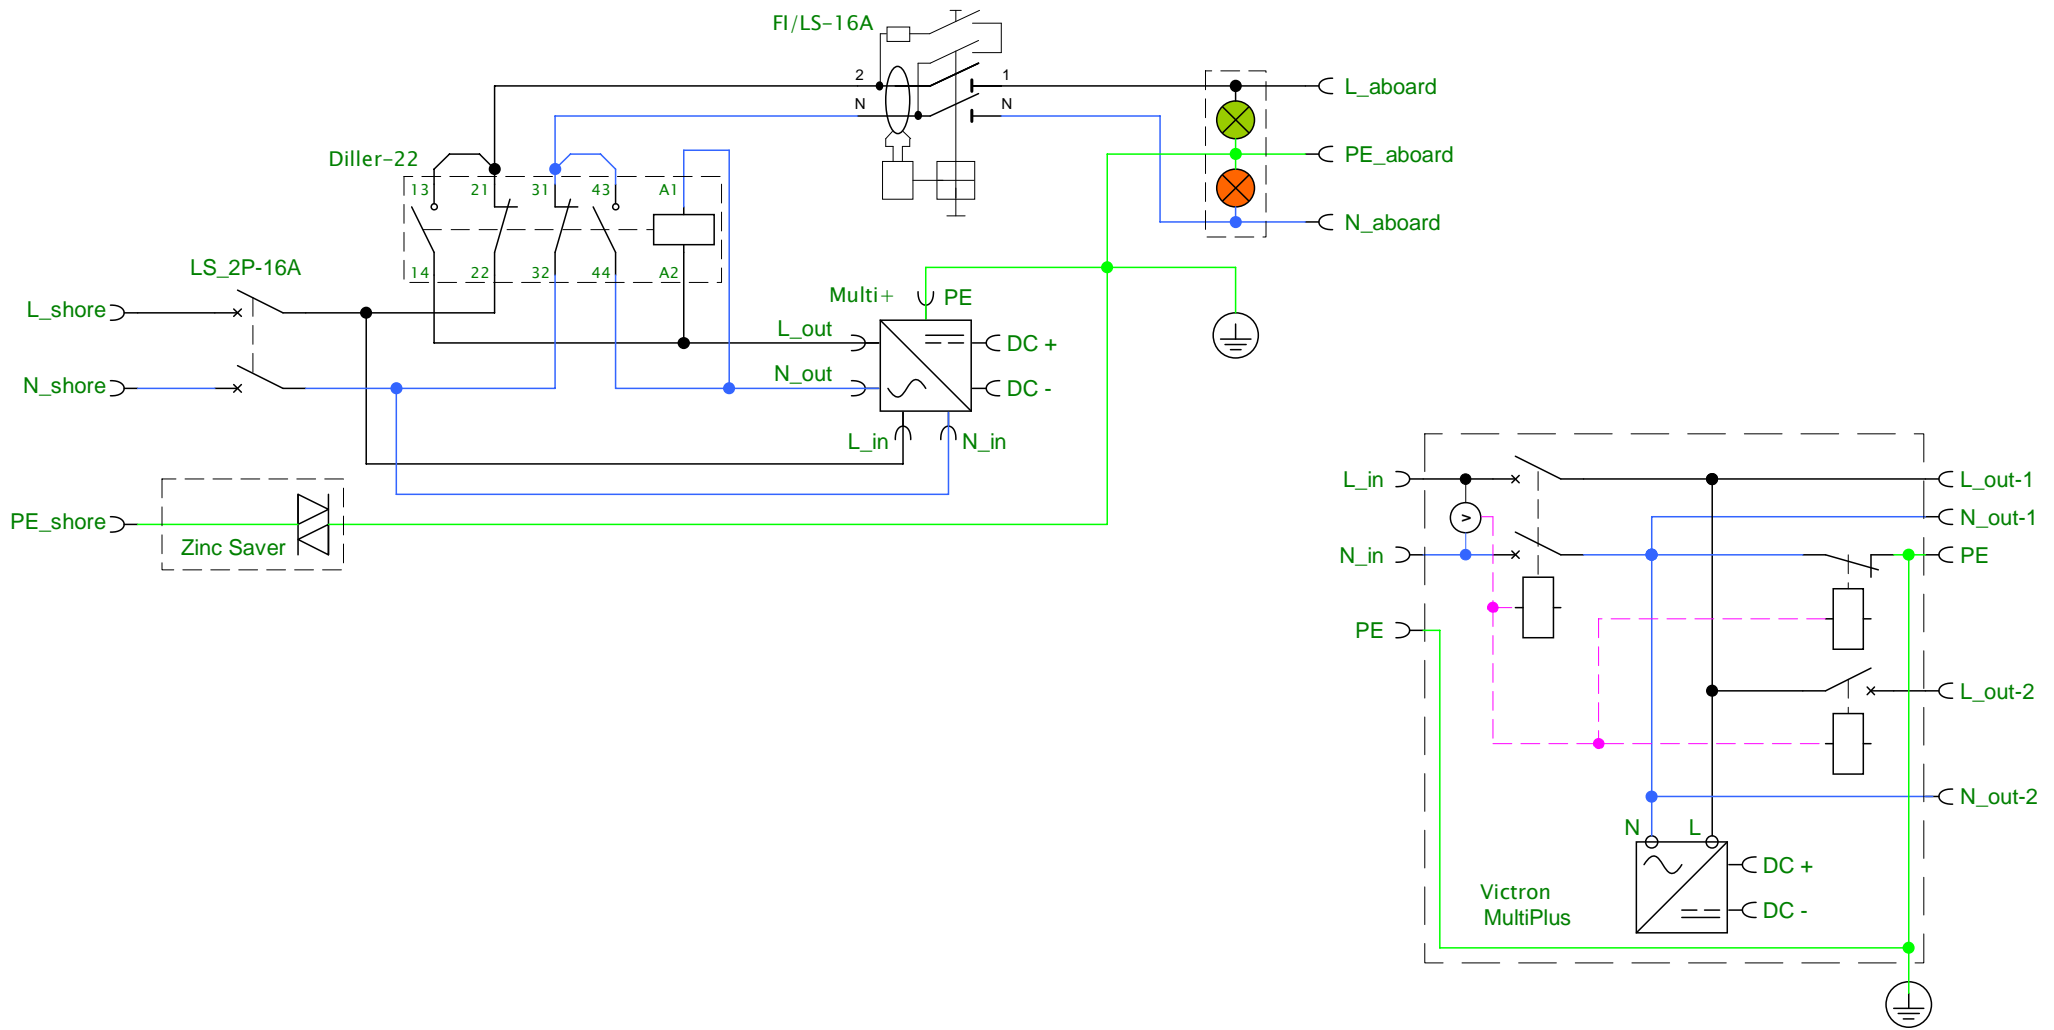 FI/LS-16A
2
1
N
N
L_aboard
PE_aboard
N_aboard
Diller-22
13
21
31
43
A1
14
22
32
44
A2
LS_2P-16A
L_shore
N_shore
PE_shore
Zinc Saver
Multi+
PE
L_out
N_out
DC +
DC -
L_in
N_in
L_in
N_in
PE
V
L_out-1
N_out-1
PE
L_out-2
N_out-2
N
L
DC +
DC -
Victron
MultiPlus